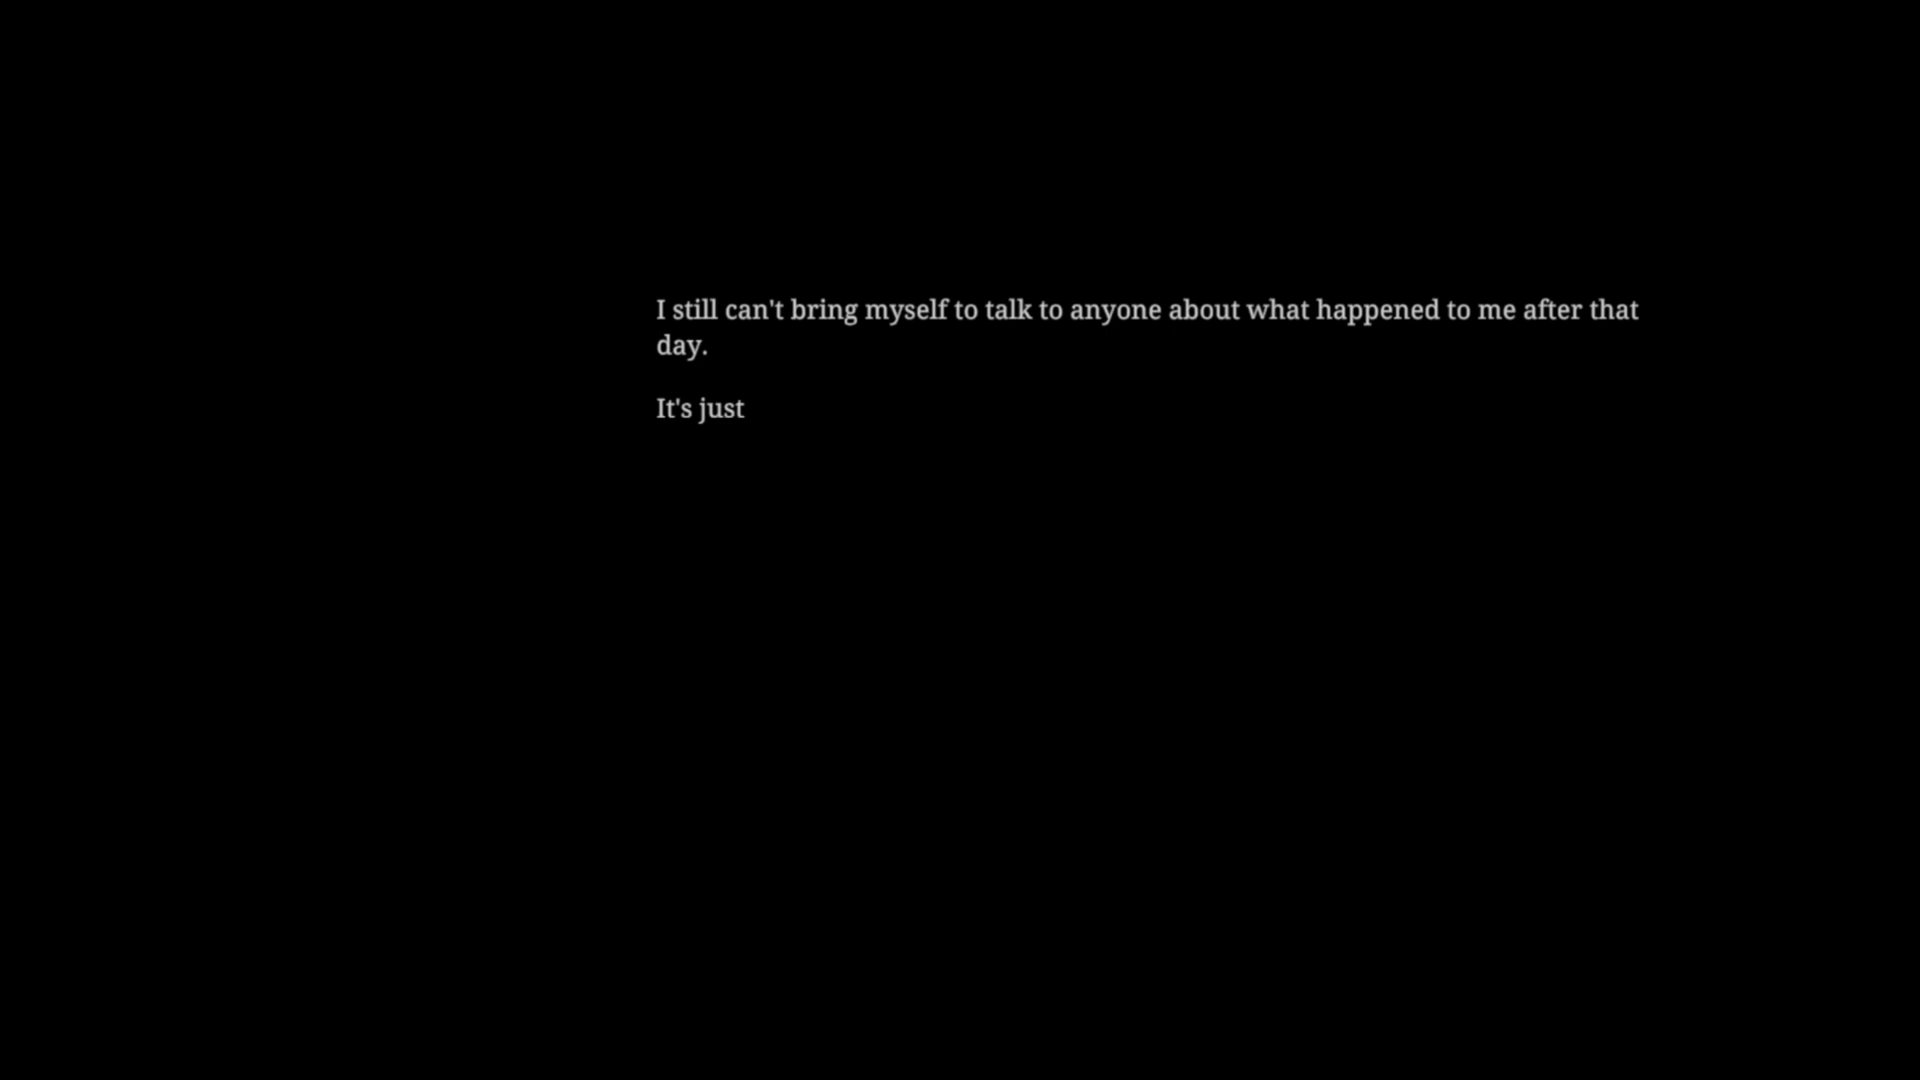 I still can't bring myself to talk to anyone about what happened to me after that
day.
It's just